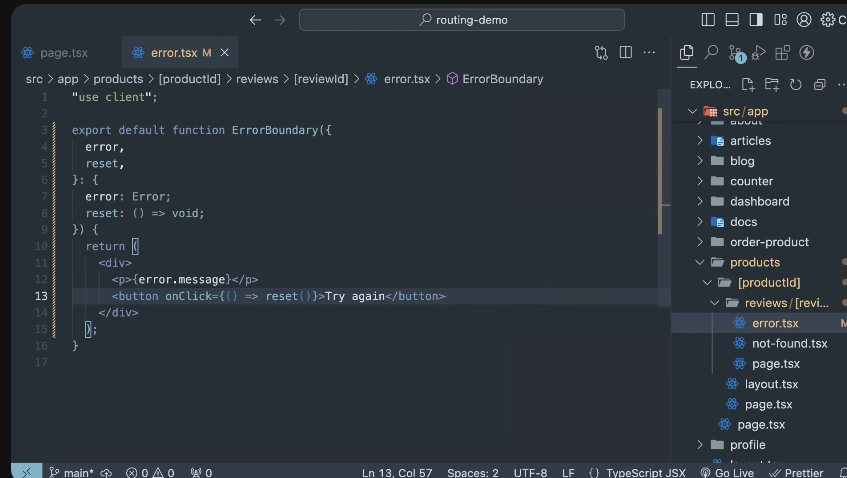 routing-demo
page.tsx
error.tsx M
src > app > products > [productId] > reviews > [reviewId] > error.tsx > ErrorBoundary
1 "use client";
2
3 export default function ErrorBoundary({
4 error,
5 reset,
6 }: {
7 error: Error;
8 reset: () => void;
9 }) {
10 return (
11 <div>
12 <p>{error.message}</p>
13 <button onClick={() => reset()}>Try again</button>
14 </div>
15 );
16 }
17
1
EXPLO...
src/app
about
articles
blog
counter
dashboard
docs
order-product
products
[productId]
reviews/[revi...
error.tsx M
not-found.tsx
page.tsx
layout.tsx
page.tsx
page.tsx
profile
main* 0 0 0 Ln 13, Col 57 Spaces: 2 UTF-8 LF {} TypeScript JSX Go Live Prettier